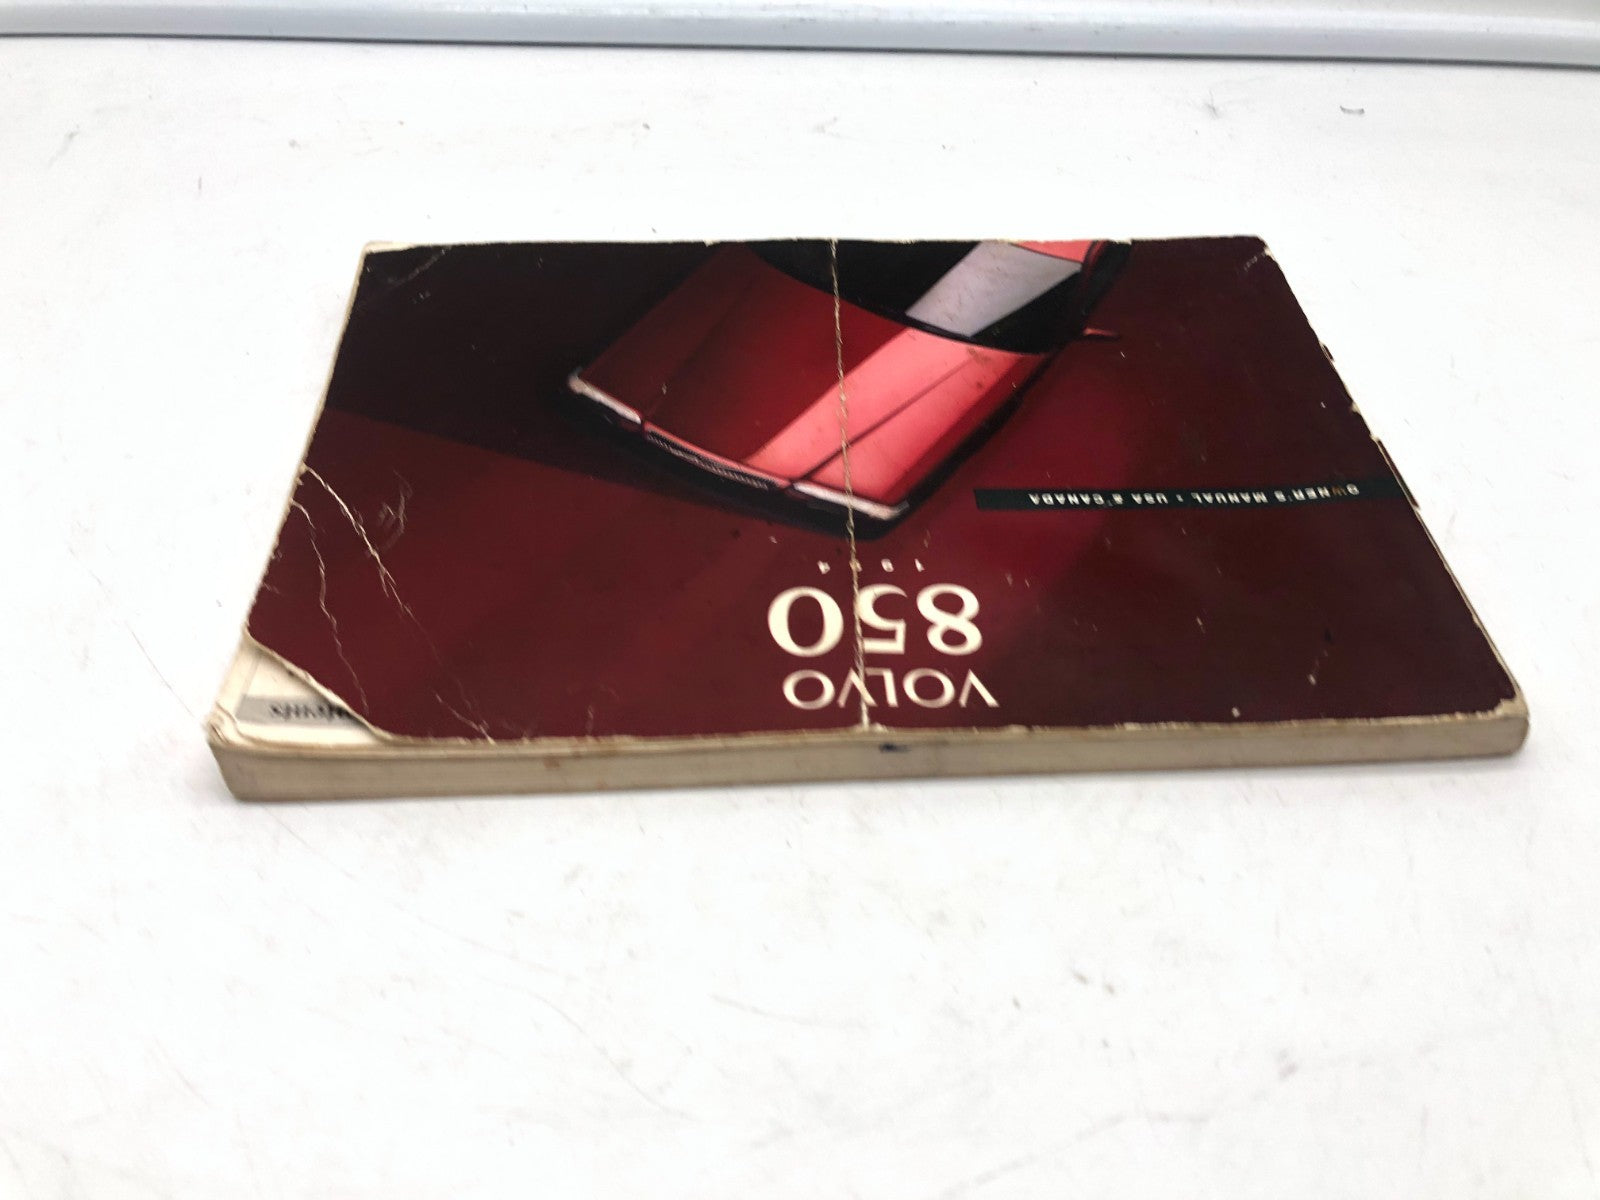 VOLVO
850
1994
OWNER'S MANUAL • USA & CANADA